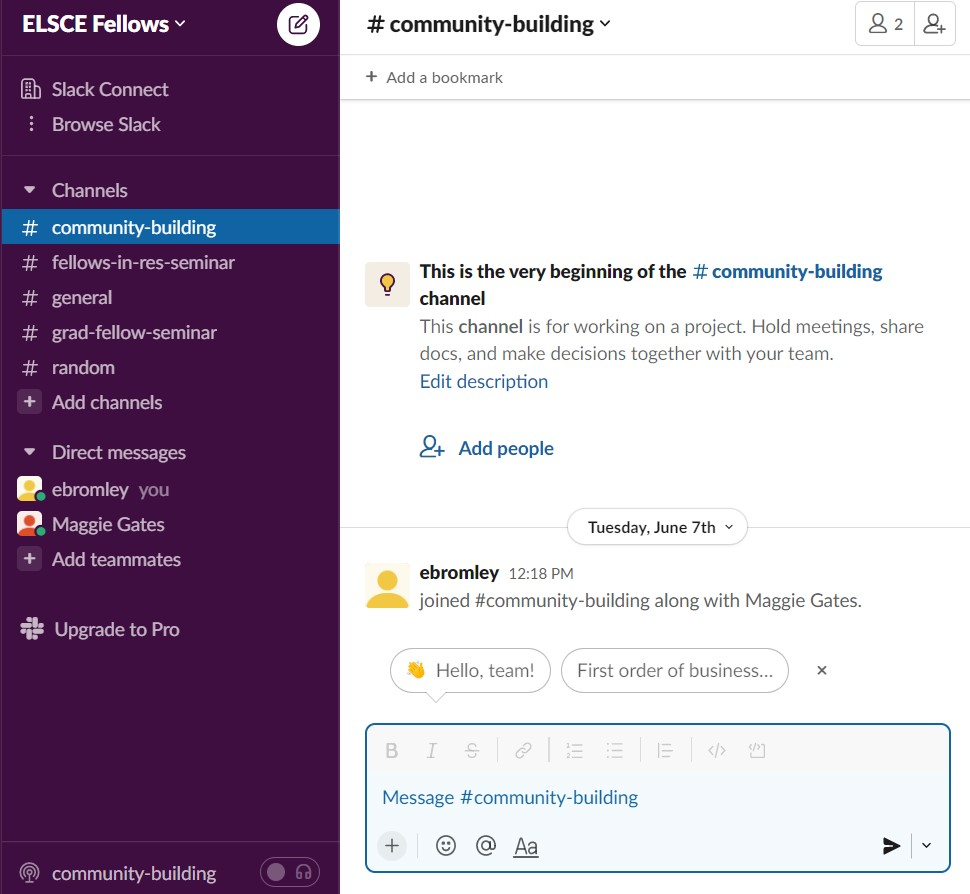 ELSCE Fellows
Slack Connect
Browse Slack
Channels
# community-building
# fellows-in-res-seminar
# general
# grad-fellow-seminar
# random
+ Add channels
Direct messages
ebromley you
Maggie Gates
+ Add teammates
Upgrade to Pro
community-building
# community-building
2
+ Add a bookmark
This is the very beginning of the # community-building
channel
This channel is for working on a project. Hold meetings, share
docs, and make decisions together with your team.
Edit description
Add people
Tuesday, June 7th
ebromley 12:18 PM
joined #community-building along with Maggie Gates.
👋 Hello, team!
First order of business...
B I S
Message #community-building
+ @ Aa